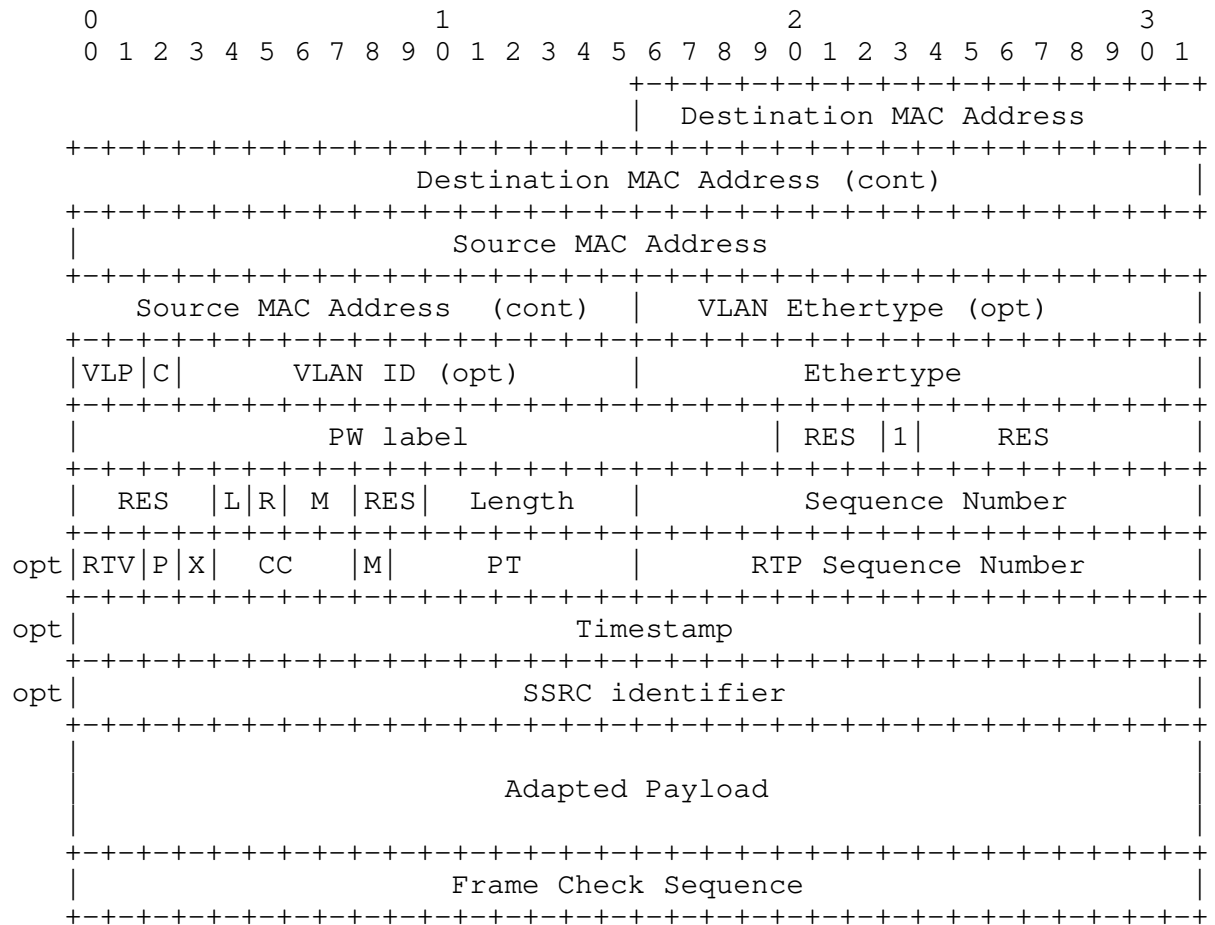 0                   1                   2                   3
0 1 2 3 4 5 6 7 8 9 0 1 2 3 4 5 6 7 8 9 0 1 2 3 4 5 6 7 8 9 0 1
+-+-+-+-+-+-+-+-+-+-+-+-+-+-+-+-+
| Destination MAC Address
+-+-+-+-+-+-+-+-+-+-+-+-+-+-+-+-+-+-+-+-+-+-+-+-+-+-+-+-+-+-+-+-+
Destination MAC Address (cont) |
+-+-+-+-+-+-+-+-+-+-+-+-+-+-+-+-+-+-+-+-+-+-+-+-+-+-+-+-+-+-+-+-+
| Source MAC Address
+-+-+-+-+-+-+-+-+-+-+-+-+-+-+-+-+-+-+-+-+-+-+-+-+-+-+-+-+-+-+-+-+
Source MAC Address (cont) | VLAN Ethertype (opt) |
+-+-+-+-+-+-+-+-+-+-+-+-+-+-+-+-+-+-+-+-+-+-+-+-+-+-+-+-+-+-+-+-+
|VLP|C| VLAN ID (opt) | Ethertype |
+-+-+-+-+-+-+-+-+-+-+-+-+-+-+-+-+-+-+-+-+-+-+-+-+-+-+-+-+-+-+-+-+
| PW label | RES |1| RES |
+-+-+-+-+-+-+-+-+-+-+-+-+-+-+-+-+-+-+-+-+-+-+-+-+-+-+-+-+-+-+-+-+
| RES |L|R| M |RES| Length | Sequence Number |
+-+-+-+-+-+-+-+-+-+-+-+-+-+-+-+-+-+-+-+-+-+-+-+-+-+-+-+-+-+-+-+-+
opt|RTV|P|X| CC |M| PT | RTP Sequence Number |
+-+-+-+-+-+-+-+-+-+-+-+-+-+-+-+-+-+-+-+-+-+-+-+-+-+-+-+-+-+-+-+-+
opt| Timestamp |
+-+-+-+-+-+-+-+-+-+-+-+-+-+-+-+-+-+-+-+-+-+-+-+-+-+-+-+-+-+-+-+-+
opt| SSRC identifier |
+-+-+-+-+-+-+-+-+-+-+-+-+-+-+-+-+-+-+-+-+-+-+-+-+-+-+-+-+-+-+-+-+
| |
| Adapted Payload |
| |
+-+-+-+-+-+-+-+-+-+-+-+-+-+-+-+-+-+-+-+-+-+-+-+-+-+-+-+-+-+-+-+-+
| Frame Check Sequence |
+-+-+-+-+-+-+-+-+-+-+-+-+-+-+-+-+-+-+-+-+-+-+-+-+-+-+-+-+-+-+-+-+